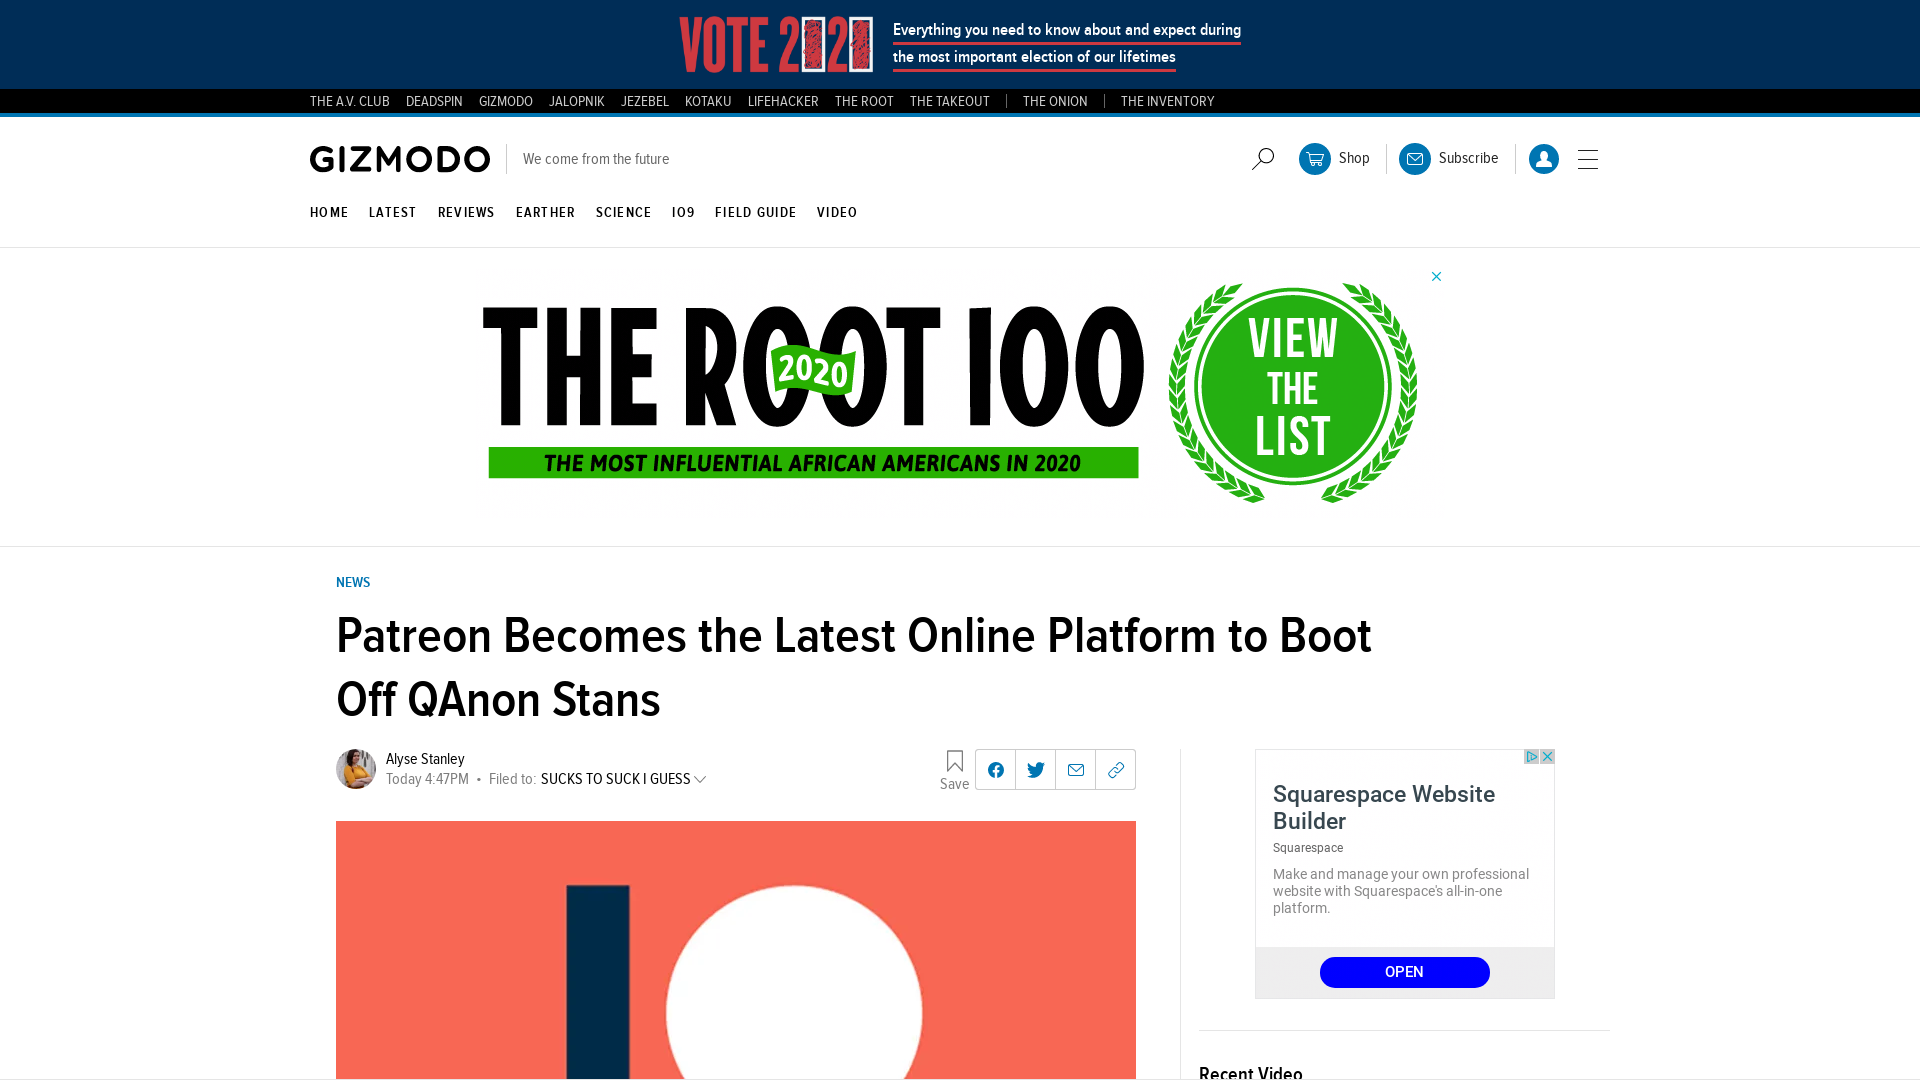 VOTE 2020
Everything you need to know about and expect during
the most important election of our lifetimes
THE A.V. CLUB DEADSPIN GIZMODO JALOPNIK JEZEBEL KOTAKU LIFEHACKER THE ROOT THE TAKEOUT THE ONION THE INVENTORY
GIZMODO We come from the future Shop Subscribe
HOME LATEST REVIEWS EARTHER SCIENCE IO9 FIELD GUIDE VIDEO
THE ROOT 100
2020
THE MOST INFLUENTIAL AFRICAN AMERICANS IN 2020
VIEW
THE
LIST
NEWS
Patreon Becomes the Latest Online Platform to Boot
Off QAnon Stans
Alyse Stanley
Today 4:47PM • Filed to: SUCKS TO SUCK I GUESS
Save
Squarespace Website
Builder
Squarespace
Make and manage your own professional
website with Squarespace's all-in-one
platform.
OPEN
Recent Video